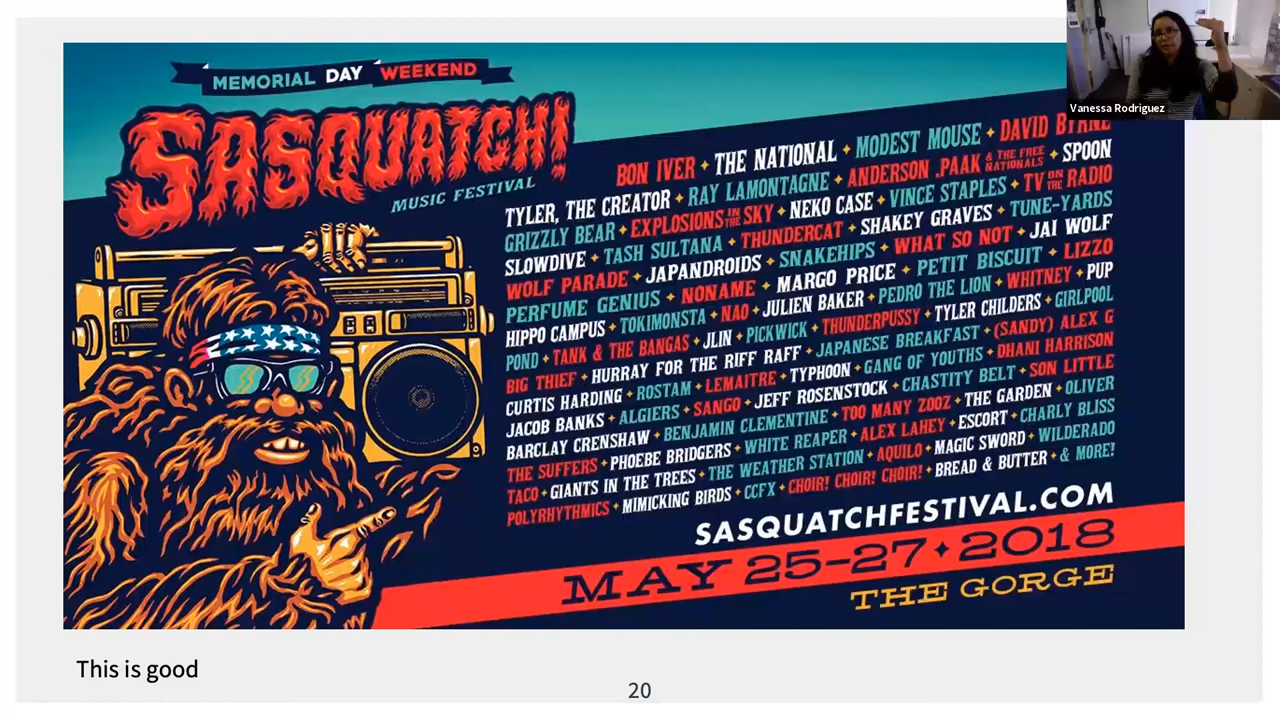 MEMORIAL DAY WEEKEND
SASQUATCH!
MUSIC FESTIVAL
BON IVER ✦ THE NATIONAL ✦ MODEST MOUSE ✦ DAVID BYRNE
TYLER, THE CREATOR ✦ RAY LAMONTAGNE ✦ ANDERSON .PAAK & THE FREE NATIONALS ✦ SPOON
GRIZZLY BEAR ✦ EXPLOSIONS IN THE SKY ✦ NEKO CASE ✦ VINCE STAPLES ✦ TV ON THE RADIO
SLOWDIVE ✦ TASH SULTANA ✦ THUNDERCAT ✦ SHAKEY GRAVES ✦ TUNE-YARDS
WOLF PARADE ✦ JAPANDROIDS ✦ SNAKEHIPS ✦ WHAT SO NOT ✦ JAI WOLF
PERFUME GENIUS ✦ NONAME ✦ MARGO PRICE ✦ PETIT BISCUIT ✦ LIZZO
HIPPO CAMPUS ✦ TOKIMONSTA ✦ NAO ✦ JULIEN BAKER ✦ PEDRO THE LION ✦ WHITNEY ✦ PUP
POND ✦ TANK & THE BANGAS ✦ JLIN ✦ PICKWICK ✦ THUNDERPUSSY ✦ TYLER CHILDERS ✦ GIRLPOOL
BIG THIEF ✦ HURRAY FOR THE RIFF RAFF ✦ JAPANESE BREAKFAST ✦ (SANDY) ALEX G
CURTIS HARDING ✦ ROSTAM ✦ LEMAITRE ✦ TYPHOON ✦ GANG OF YOUTHS ✦ DHANI HARRISON
JACOB BANKS ✦ ALGIERS ✦ SANGO ✦ JEFF ROSENSTOCK ✦ CHASTITY BELT ✦ SON LITTLE
BARCLAY CRENSHAW ✦ BENJAMIN CLEMENTINE ✦ TOO MANY ZOOZ ✦ THE GARDEN ✦ OLIVER
THE SUFFERS ✦ PHOEBE BRIDGERS ✦ WHITE REAPER ✦ ALEX LAHEY ✦ ESCORT ✦ CHARLY BLISS
TACO ✦ GIANTS IN THE TREES ✦ THE WEATHER STATION ✦ AQUILO ✦ MAGIC SWORD ✦ WILDERADO
POLYRHYTHMICS ✦ MIMICKING BIRDS ✦ CCFX ✦ CHOIR! CHOIR! CHOIR! ✦ BREAD & BUTTER ✦ & MORE!
SASQUATCHFESTIVAL.COM
MAY 25-27 ✦ 2018
THE GORGE
Vanessa Rodriguez
This is good
20